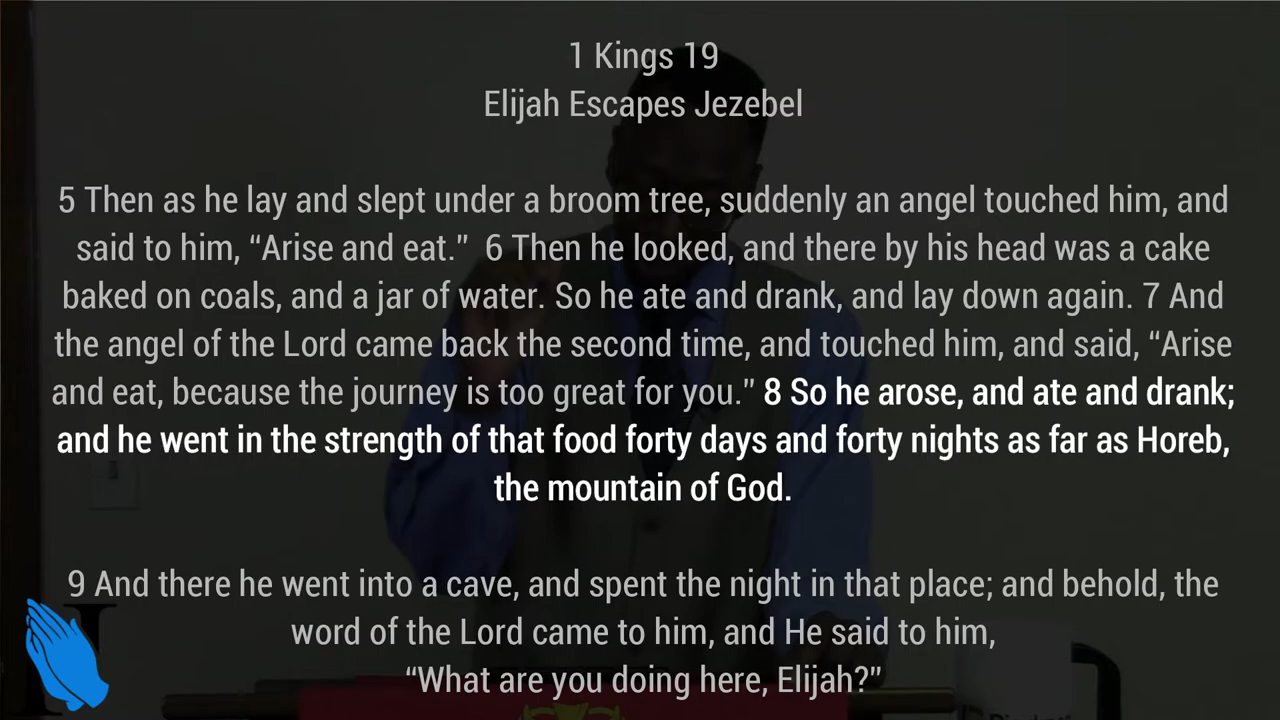 1 Kings 19
Elijah Escapes Jezebel
5 Then as he lay and slept under a broom tree, suddenly an angel touched him, and
said to him, “Arise and eat.”  6 Then he looked, and there by his head was a cake
baked on coals, and a jar of water. So he ate and drank, and lay down again. 7 And
the angel of the Lord came back the second time, and touched him, and said, “Arise
and eat, because the journey is too great for you.” 8 So he arose, and ate and drank;
and he went in the strength of that food forty days and forty nights as far as Horeb,
the mountain of God.
9 And there he went into a cave, and spent the night in that place; and behold, the
word of the Lord came to him, and He said to him,
“What are you doing here, Elijah?”